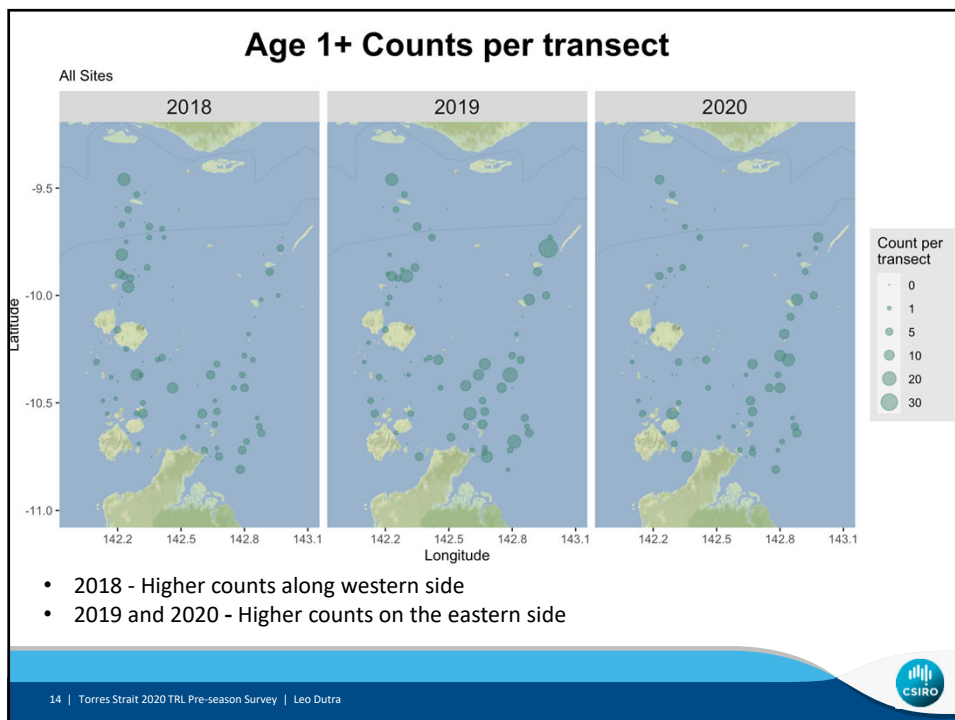 Age 1+ Counts per transect
All Sites
2018 2019 2020
-9.5
-10.0
-10.5
-11.0
Latitude
142.2 142.5 142.8 143.1 142.2 142.5 142.8 143.1 142.2 142.5 142.8 143.1
Longitude
Count per
transect
0
1
5
10
20
30
• 2018 - Higher counts along western side
• 2019 and 2020 - Higher counts on the eastern side
14 | Torres Strait 2020 TRL Pre-season Survey | Leo Dutra
CSIRO